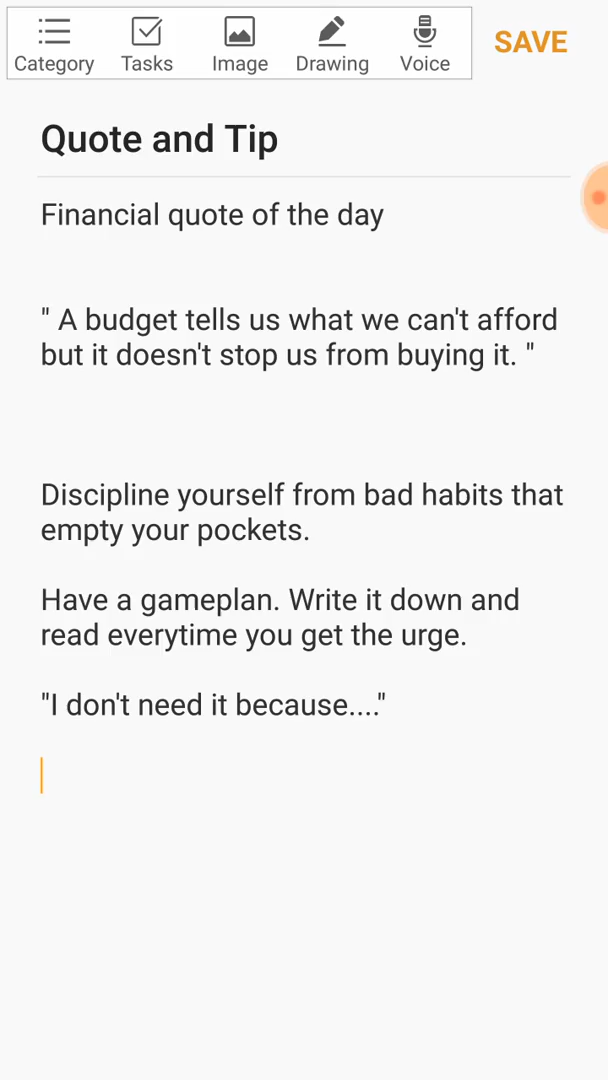 Category Tasks Image Drawing Voice SAVE
Quote and Tip
Financial quote of the day
" A budget tells us what we can't afford
but it doesn't stop us from buying it. "
Discipline yourself from bad habits that
empty your pockets.
Have a gameplan. Write it down and
read everytime you get the urge.
"I don't need it because...."